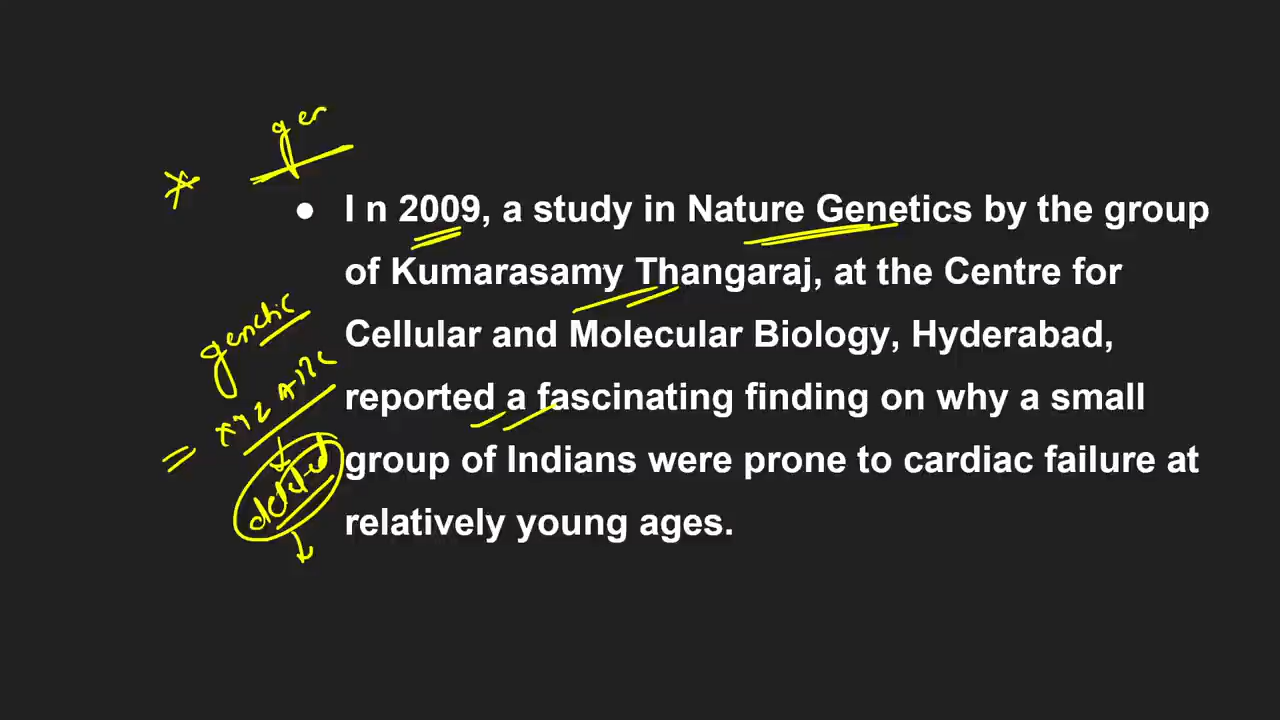 gen
I n 2009, a study in Nature Genetics by the group
of Kumarasamy Thangaraj, at the Centre for
Cellular and Molecular Biology, Hyderabad,
reported a fascinating finding on why a small
group of Indians were prone to cardiac failure at
relatively young ages.
genetic
xyz